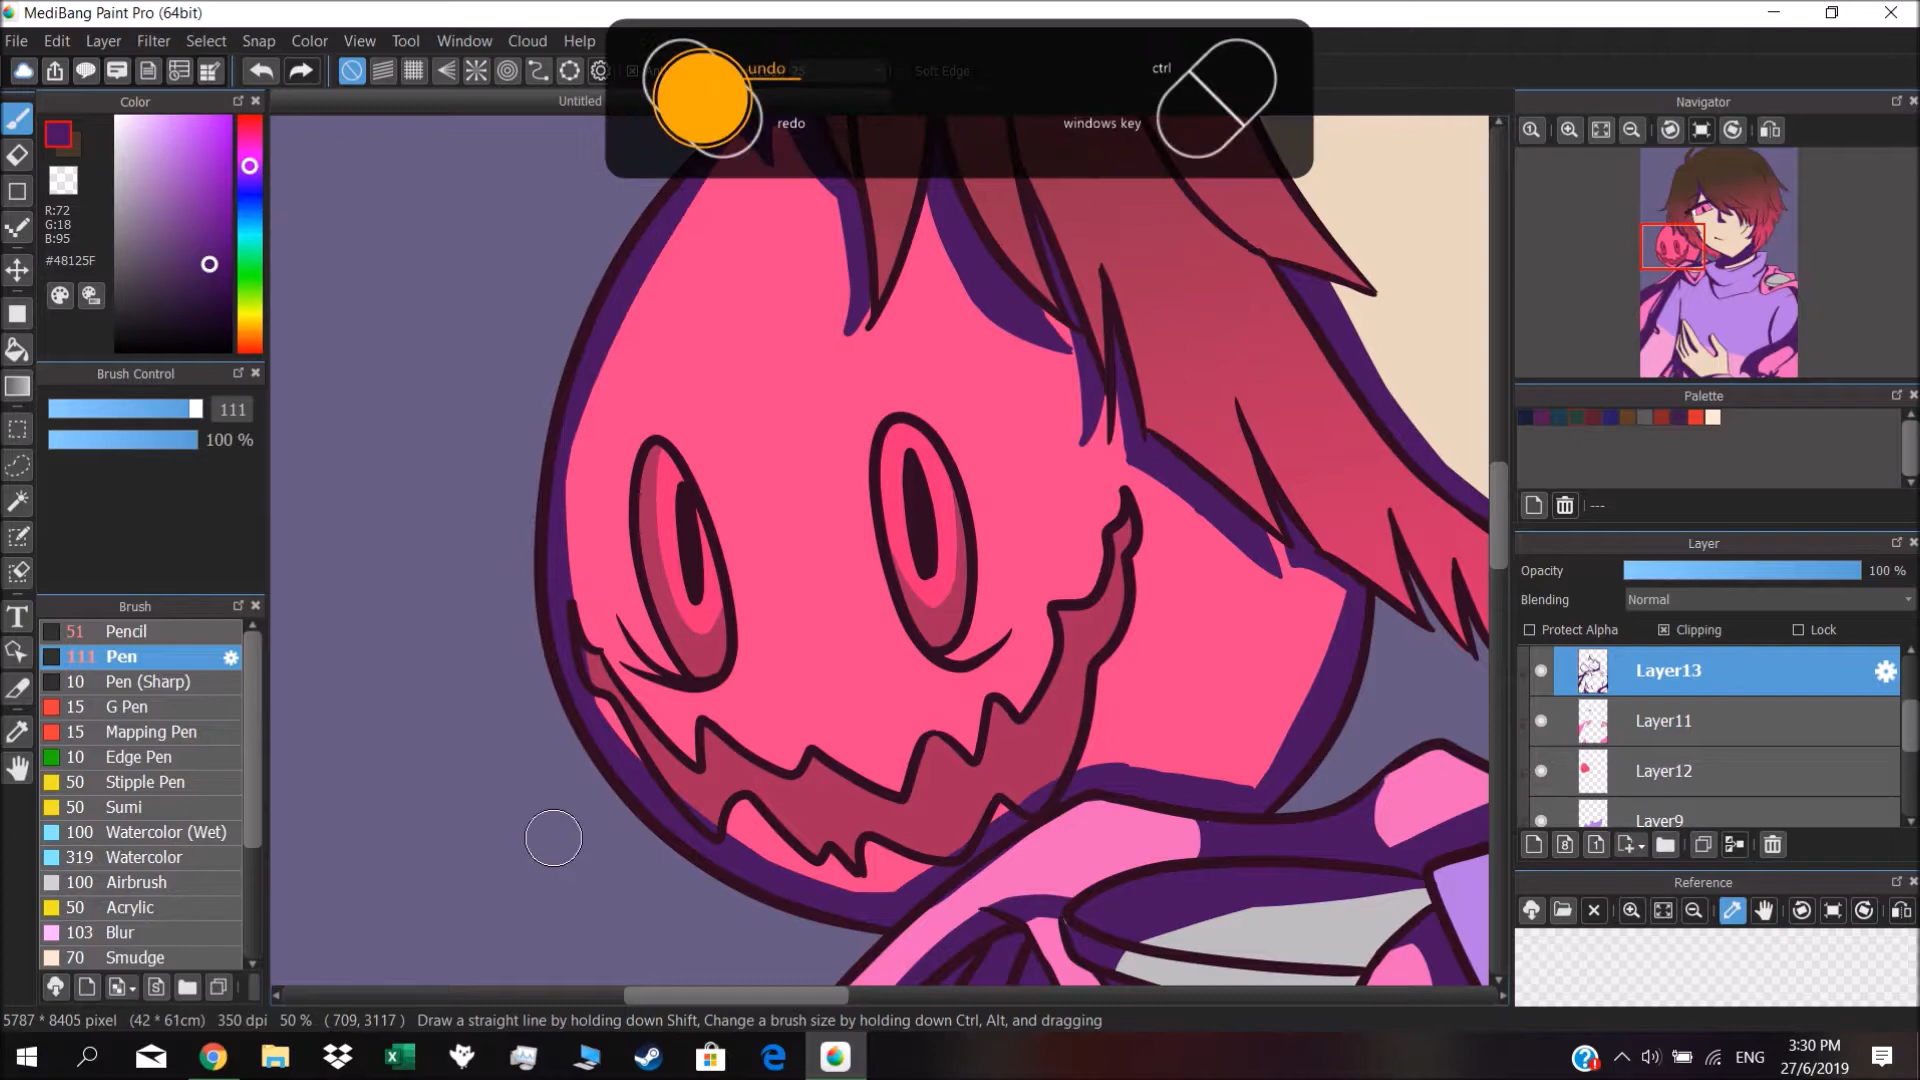 MediBang Paint Pro (64bit)
File Edit Layer Filter Select Snap Color View Tool Window Cloud Help
undo
redo
ctrl
windows key
25
Soft Edge
Untitled
Color
R:72
G:18
B:95
#48125F
Brush Control
111
100 %
Brush
51 Pencil
111 Pen
10 Pen (Sharp)
15 G Pen
15 Mapping Pen
10 Edge Pen
50 Stipple Pen
50 Sumi
100 Watercolor (Wet)
319 Watercolor
100 Airbrush
50 Acrylic
103 Blur
70 Smudge
Navigator
Palette
---
Layer
Opacity 100 %
Blending Normal
Protect Alpha Clipping Lock
Layer13
Layer11
Layer12
Layer9
8 1
Reference
5787 * 8405 pixel (42 * 61cm) 350 dpi 50 % ( 709, 3117 ) Draw a straight line by holding down Shift, Change a brush size by holding down Ctrl, Alt, and dragging
ENG
3:30 PM
27/6/2019